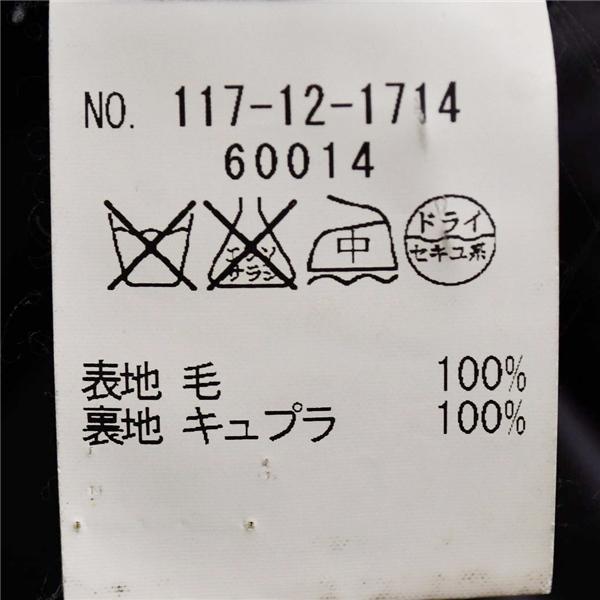 NO. 117-12-1714
60014
エンソ サラシ 中 ドライ セキユ系
表地 毛 100%
裏地 キュプラ 100%